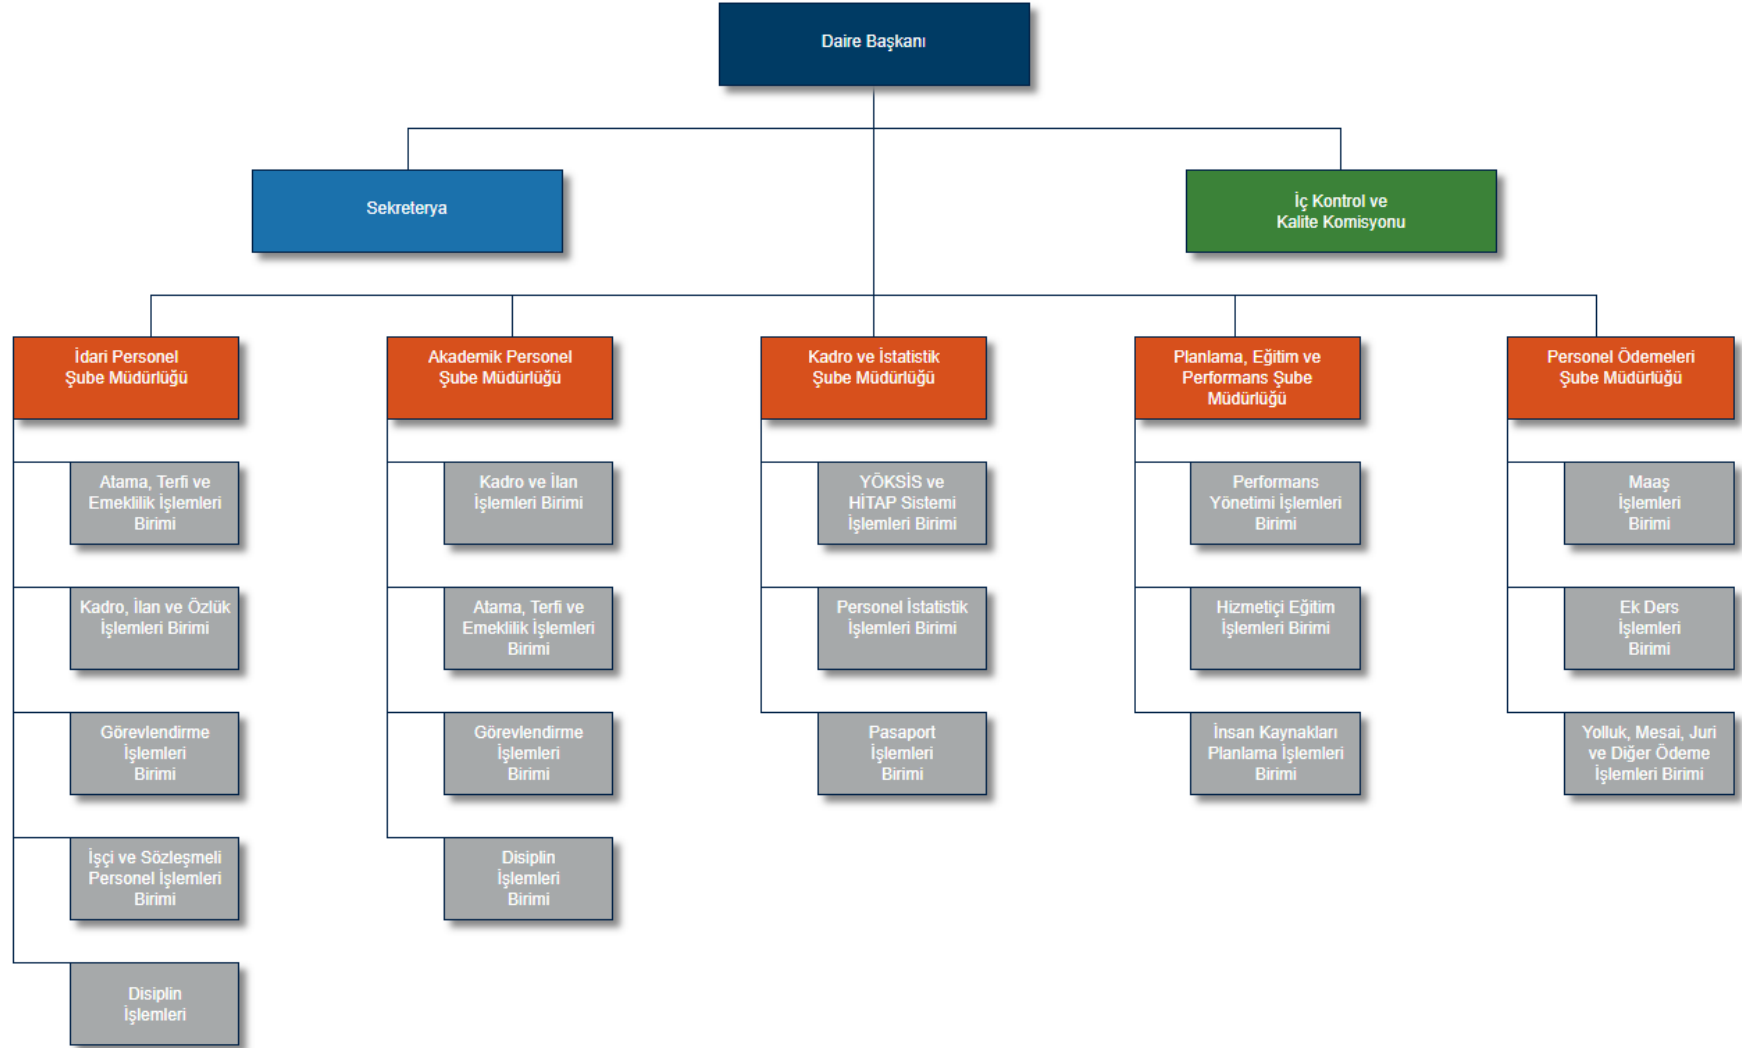 Daire Başkanı
Sekreterya
İç Kontrol ve
Kalite Komisyonu
İdari Personel
Şube Müdürlüğü
Akademik Personel
Şube Müdürlüğü
Kadro ve İstatistik
Şube Müdürlüğü
Planlama, Eğitim ve
Performans Şube
Müdürlüğü
Personel Ödemeleri
Şube Müdürlüğü
Atama, Terfi ve
Emeklilik İşlemleri
Birimi
Kadro ve İlan
İşlemleri Birimi
YÖKSİS ve
HİTAP Sistemi
İşlemleri Birimi
Performans
Yönetimi İşlemleri
Birimi
Maaş
İşlemleri
Birimi
Kadro, İlan ve Özlük
İşlemleri Birimi
Atama, Terfi ve
Emeklilik İşlemleri
Birimi
Personel İstatistik
İşlemleri Birimi
Hizmetiçi Eğitim
İşlemleri Birimi
Ek Ders
İşlemleri
Birimi
Görevlendirme
İşlemleri
Birimi
Görevlendirme
İşlemleri
Birimi
Pasaport
İşlemleri
Birimi
İnsan Kaynakları
Planlama İşlemleri
Birimi
Yolluk, Mesai, Juri
ve Diğer Ödeme
İşlemleri Birimi
İşçi ve Sözleşmeli
Personel İşlemleri
Birimi
Disiplin
İşlemleri
Birimi
Disiplin
İşlemleri